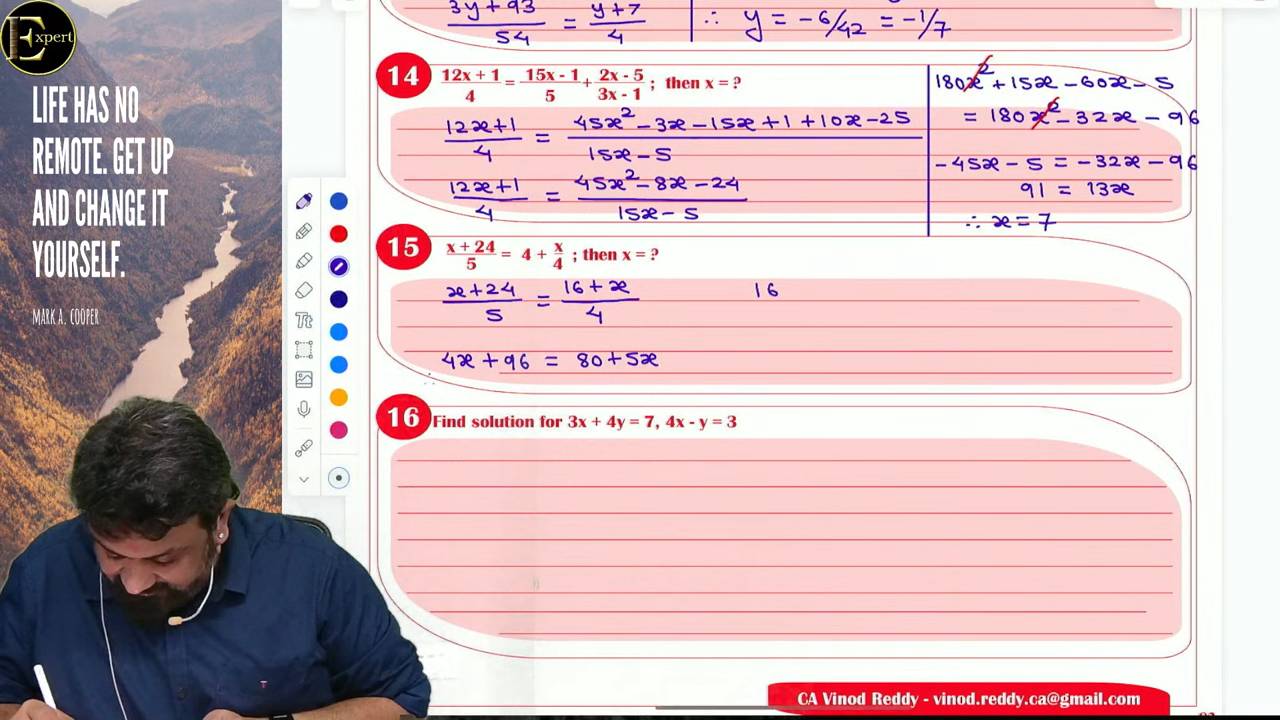 Expert
LIFE HAS NO
REMOTE. GET UP
AND CHANGE IT
YOURSELF.
MARK A. COOPER
3y+93/54 = y+7/4
∴ y = -6/42 = -1/7
14 12x + 1/4 = 15x - 1/5 + 2x - 5/3x - 1 ; then x = ?
12x+1/4 = 45x² - 3x - 15x + 1 + 10x - 25/15x - 5
12x+1/4 = 45x² - 8x - 24/15x - 5
180x² + 15x - 60x - 5
= 180x² - 32x - 96
-45x - 5 = -32x - 96
91 = 13x
∴ x = 7
15 x + 24/5 = 4 + x/4 ; then x = ?
x+24/5 = 16+x/4 16
4x + 96 = 80 + 5x
16 Find solution for 3x + 4y = 7, 4x - y = 3
Tt
CA Vinod Reddy - vinod.reddy.ca@gmail.com